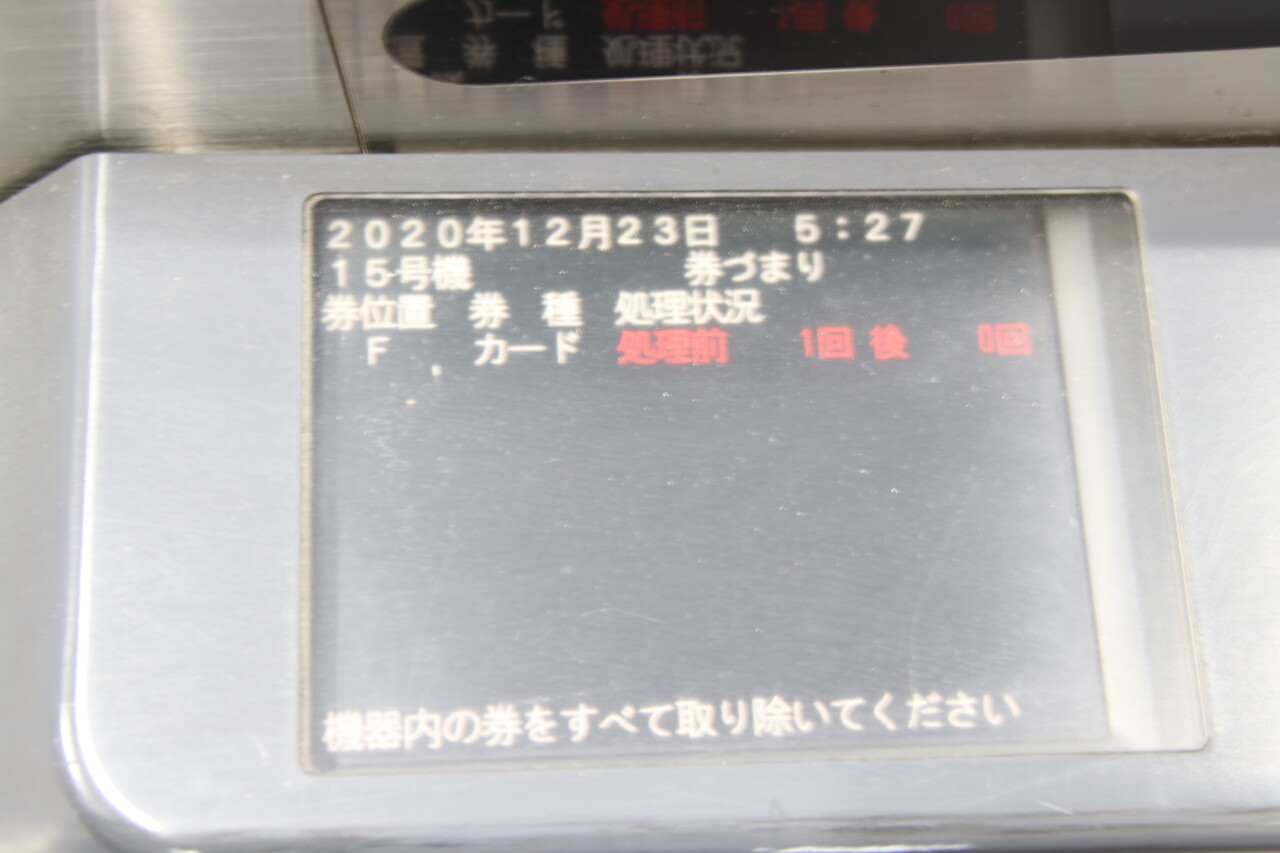 2020年12月23日　5:27
15号機　券づまり
券位置　券　種　処理状況
F　カード　処理前　1回　後　0回
機器内の券をすべて取り除いてください